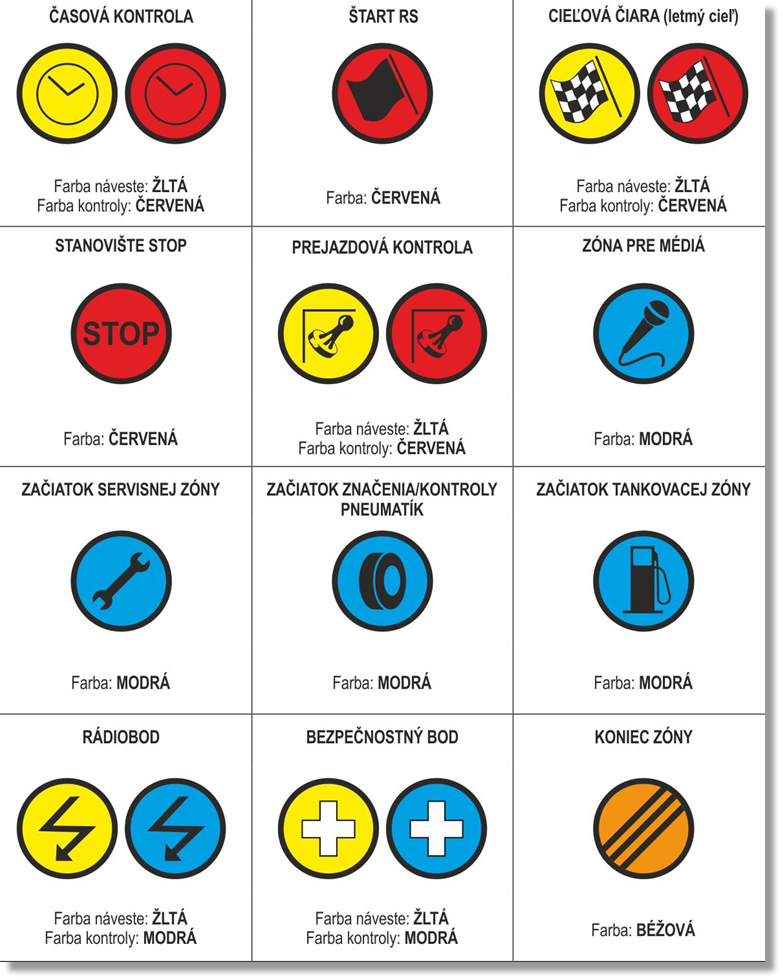 ČASOVÁ KONTROLA
Farba náveste: ŽLTÁ
Farba kontroly: ČERVENÁ
ŠTART RS
Farba: ČERVENÁ
CIEĽOVÁ ČIARA (letmý cieľ)
Farba náveste: ŽLTÁ
Farba kontroly: ČERVENÁ
STANOVIŠTE STOP
STOP
Farba: ČERVENÁ
PREJAZDOVÁ KONTROLA
Farba náveste: ŽLTÁ
Farba kontroly: ČERVENÁ
ZÓNA PRE MÉDIÁ
Farba: MODRÁ
ZAČIATOK SERVISNEJ ZÓNY
Farba: MODRÁ
ZAČIATOK ZNAČENIA/KONTROLY
PNEUMATÍK
Farba: MODRÁ
ZAČIATOK TANKOVACEJ ZÓNY
Farba: MODRÁ
RÁDIOBOD
Farba náveste: ŽLTÁ
Farba kontroly: MODRÁ
BEZPEČNOSTNÝ BOD
Farba náveste: ŽLTÁ
Farba kontroly: MODRÁ
KONIEC ZÓNY
Farba: BÉŽOVÁ